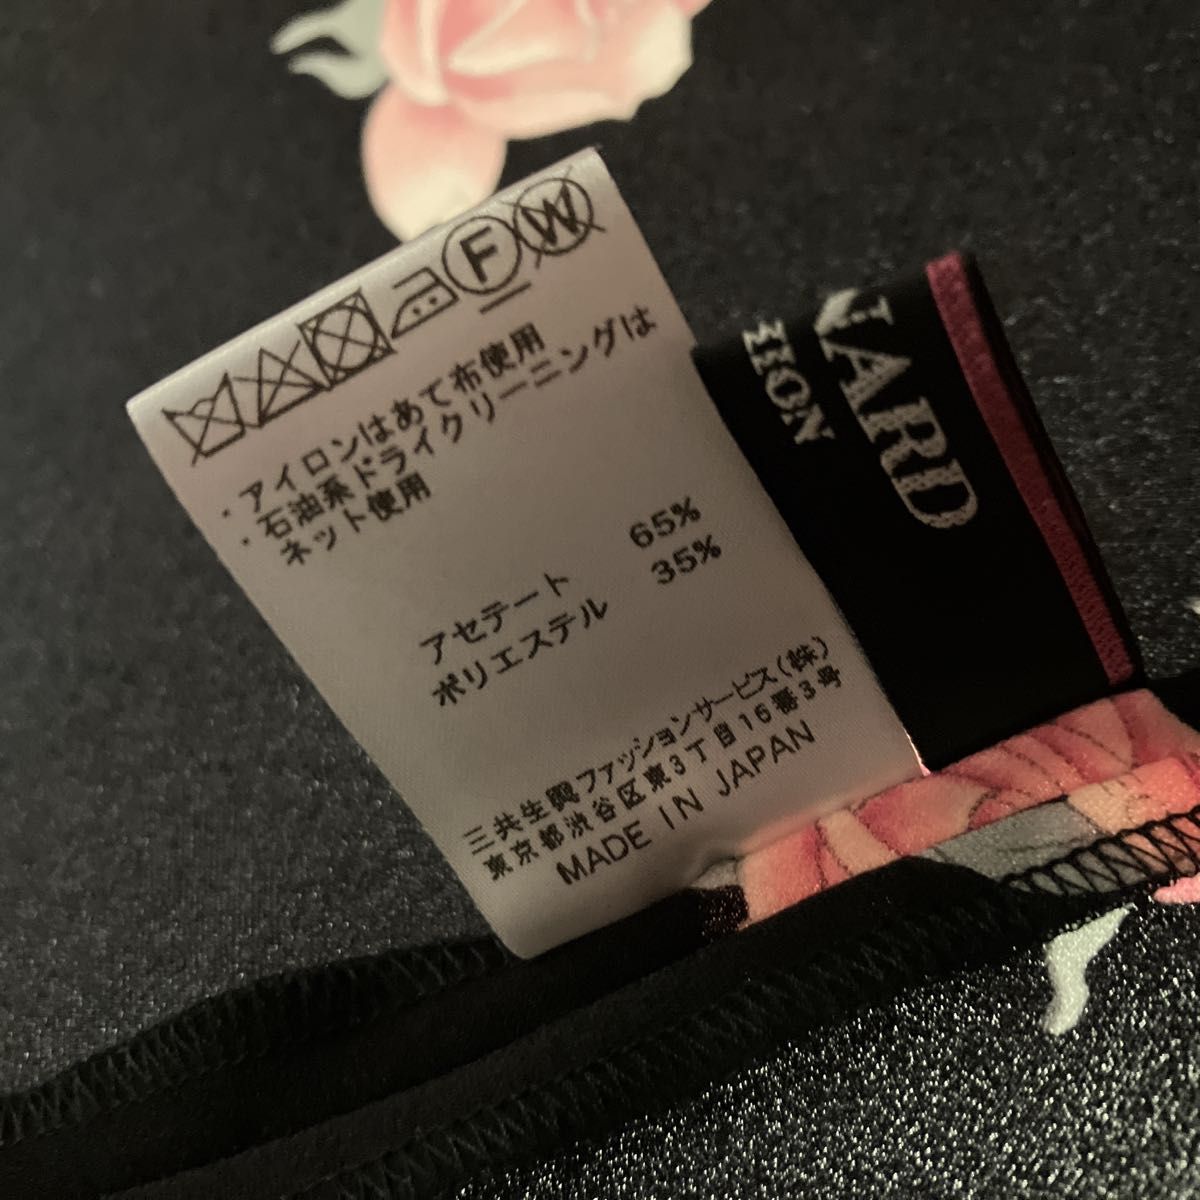 F W
・アイロンはあて布使用
・石油系ドライクリーニングは
ネット使用
アセテート 65%
ポリエステル 35%
三共生興ファッションサービス(株)
東京都渋谷区東3丁目16番3号
MADE IN JAPAN
NARD